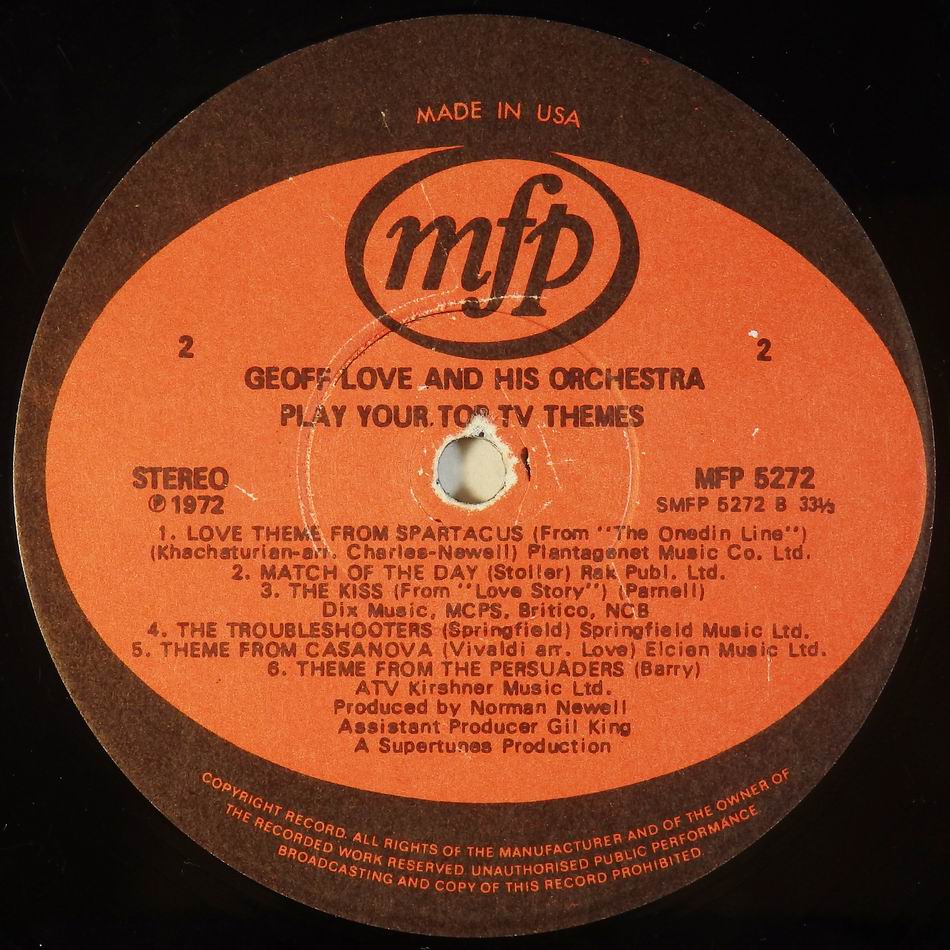 MADE IN USA
mfp
2 2
GEOFF LOVE AND HIS ORCHESTRA
PLAY YOUR TOP TV THEMES
STEREO MFP 5272
℗ 1972 SMFP 5272 B 33⅓
1. LOVE THEME FROM SPARTACUS (From "The Onedin Line")
(Khachaturian-arr. Charles-Newell) Plantagenet Music Co. Ltd.
2. MATCH OF THE DAY (Stoller) Rak Publ. Ltd.
3. THE KISS (From "Love Story") (Parnell)
Dix Music, MCPS, Britico, NCB
4. THE TROUBLESHOOTERS (Springfield) Springfield Music Ltd.
5. THEME FROM CASANOVA (Vivaldi arr. Love) Elcien Music Ltd.
6. THEME FROM THE PERSUADERS (Barry)
ATV Kirshner Music Ltd.
Produced by Norman Newell
Assistant Producer Gil King
A Supertunes Production
COPYRIGHT RECORD. ALL RIGHTS OF THE MANUFACTURER AND OF THE OWNER OF
THE RECORDED WORK RESERVED. UNAUTHORISED PUBLIC PERFORMANCE
BROADCASTING AND COPY OF THIS RECORD PROHIBITED.